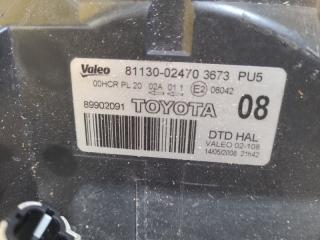 Valeo 81130-02470 3673 PU5
00HCR PL 20 02A 01 1 E2 06042
89902091 TOYOTA 08
DTD HAL
VALEO 02-108
14/05/2008 21h42